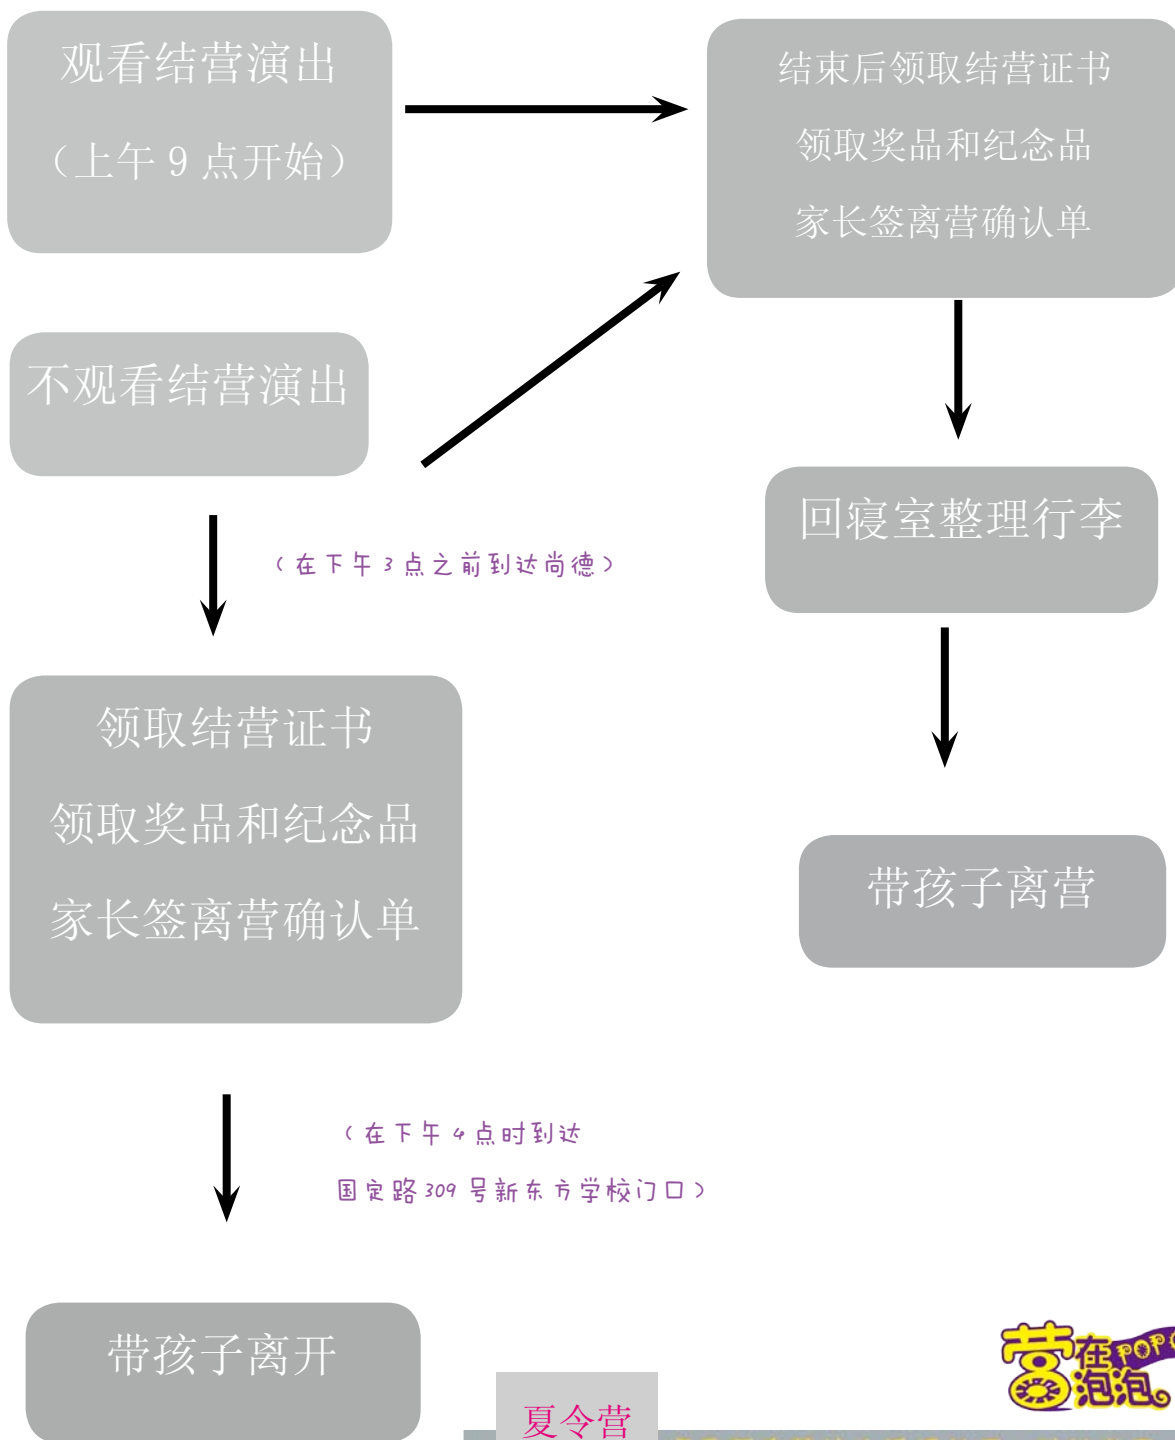 观看结营演出
（上午 9 点开始）
结束后领取结营证书
领取奖品和纪念品
家长签离营确认单
不观看结营演出
回寝室整理行李
（在下午 3 点之前到达尚德）
领取结营证书
领取奖品和纪念品
家长签离营确认单
带孩子离营
（在下午 4 点时到达
国定路 309 号新东方学校门口）
带孩子离开
营在泡泡
POP
夏令营